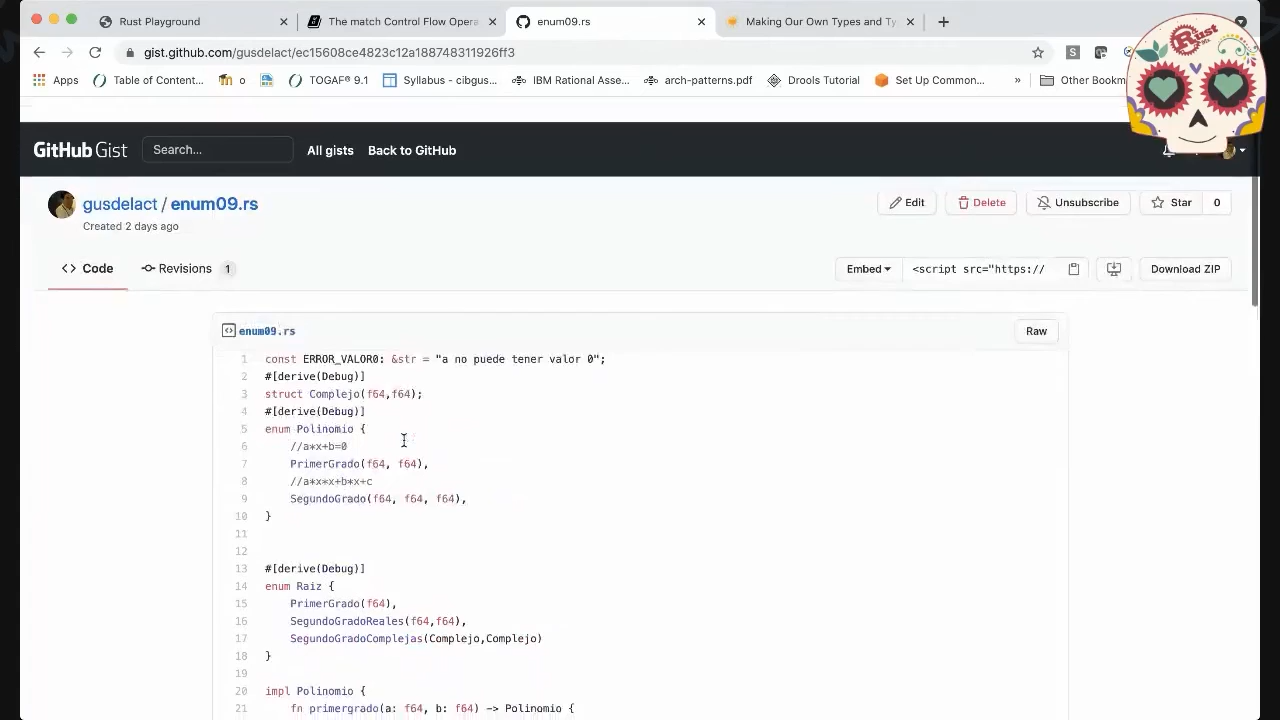 Rust Playground
The match Control Flow Opera
enum09.rs
Making Our Own Types and Ty
gist.github.com/gusdelact/ec15608ce4823c12a188748311926ff3
Apps
Table of Content...
o
TOGAF® 9.1
Syllabus - cibgus...
IBM Rational Asse...
arch-patterns.pdf
Drools Tutorial
Set Up Common...
»
Other Bookm
Rust
GitHub Gist
Search...
All gists
Back to GitHub
gusdelact / enum09.rs
Created 2 days ago
Edit
Delete
Unsubscribe
Star
0
<> Code
Revisions 1
Embed
<script src="https://
Download ZIP
enum09.rs
Raw
1 const ERROR_VALOR0: &str = "a no puede tener valor 0";
2 #[derive(Debug)]
3 struct Complejo(f64,f64);
4 #[derive(Debug)]
5 enum Polinomio {
6 //a*x+b=0
7 PrimerGrado(f64, f64),
8 //a*x*x+b*x+c
9 SegundoGrado(f64, f64, f64),
10 }
11
12
13 #[derive(Debug)]
14 enum Raiz {
15 PrimerGrado(f64),
16 SegundoGradoReales(f64,f64),
17 SegundoGradoComplejas(Complejo,Complejo)
18 }
19
20 impl Polinomio {
21 fn primergrado(a: f64, b: f64) -> Polinomio {